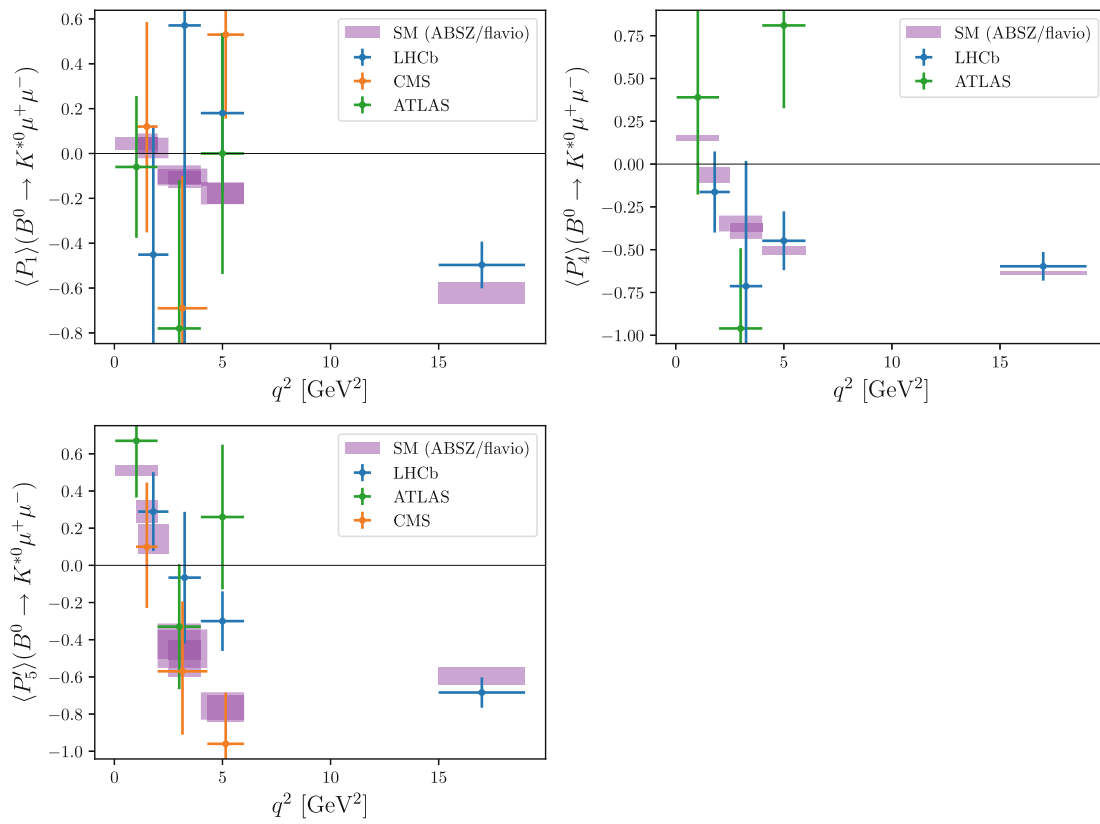 0.6
0.4
0.2
0.0
−0.2
−0.4
−0.6
−0.8
⟨P₁⟩(B⁰ → K*⁰μ⁺μ⁻)
SM (ABSZ/flavio)
LHCb
CMS
ATLAS
0 5 10 15
q² [GeV²]
0.75
0.50
0.25
0.00
−0.25
−0.50
−0.75
−1.00
⟨P₄′⟩(B⁰ → K*⁰μ⁺μ⁻)
SM (ABSZ/flavio)
LHCb
ATLAS
0 5 10 15
q² [GeV²]
0.6
0.4
0.2
0.0
−0.2
−0.4
−0.6
−0.8
−1.0
⟨P₅′⟩(B⁰ → K*⁰μ⁺μ⁻)
SM (ABSZ/flavio)
LHCb
ATLAS
CMS
0 5 10 15
q² [GeV²]